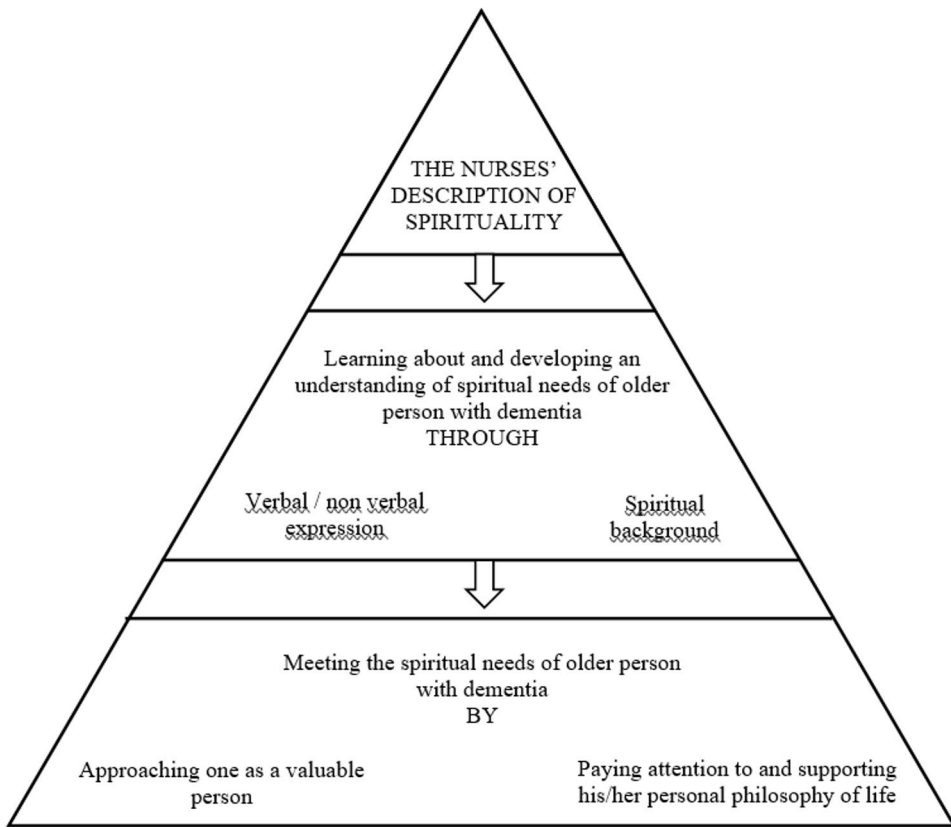 THE NURSES’
DESCRIPTION OF
SPIRITUALITY
Learning about and developing an
understanding of spiritual needs of older
person with dementia
THROUGH
Verbal / non verbal
expression
Spiritual
background
Meeting the spiritual needs of older person
with dementia
BY
Approaching one as a valuable
person
Paying attention to and supporting
his/her personal philosophy of life